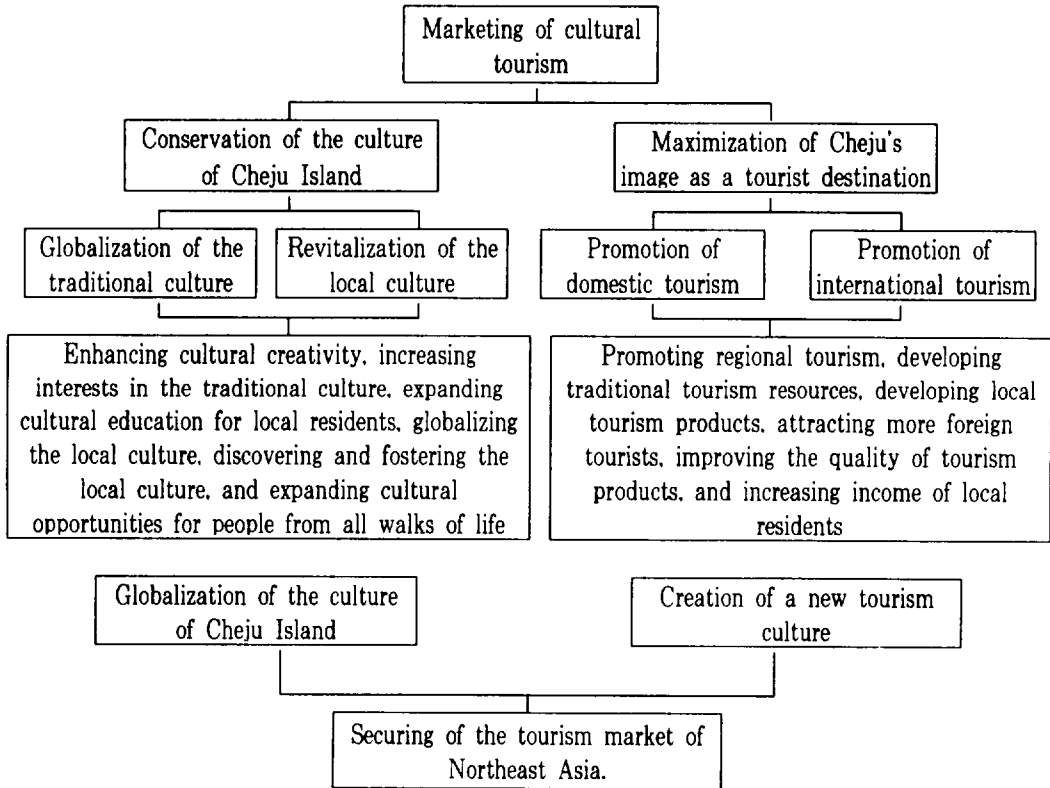 Marketing of cultural
tourism
Conservation of the culture
of Cheju Island
Maximization of Cheju's
image as a tourist destination
Globalization of the
traditional culture
Revitalization of the
local culture
Promotion of
domestic tourism
Promotion of
international tourism
Enhancing cultural creativity, increasing
interests in the traditional culture, expanding
cultural education for local residents, globalizing
the local culture, discovering and fostering the
local culture, and expanding cultural
opportunities for people from all walks of life
Promoting regional tourism, developing
traditional tourism resources, developing local
tourism products, attracting more foreign
tourists, improving the quality of tourism
products, and increasing income of local
residents
Globalization of the culture
of Cheju Island
Creation of a new tourism
culture
Securing of the tourism market of
Northeast Asia.